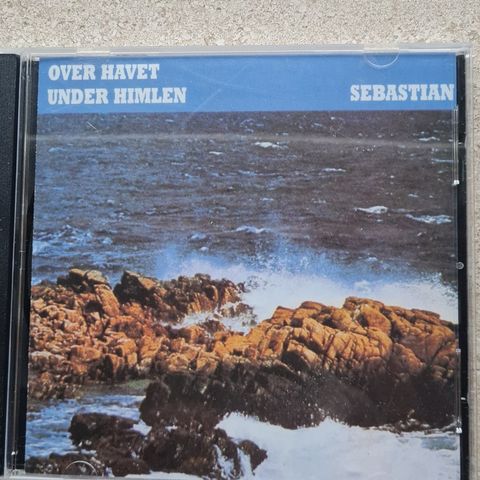 OVER HAVET
UNDER HIMLEN
SEBASTIAN